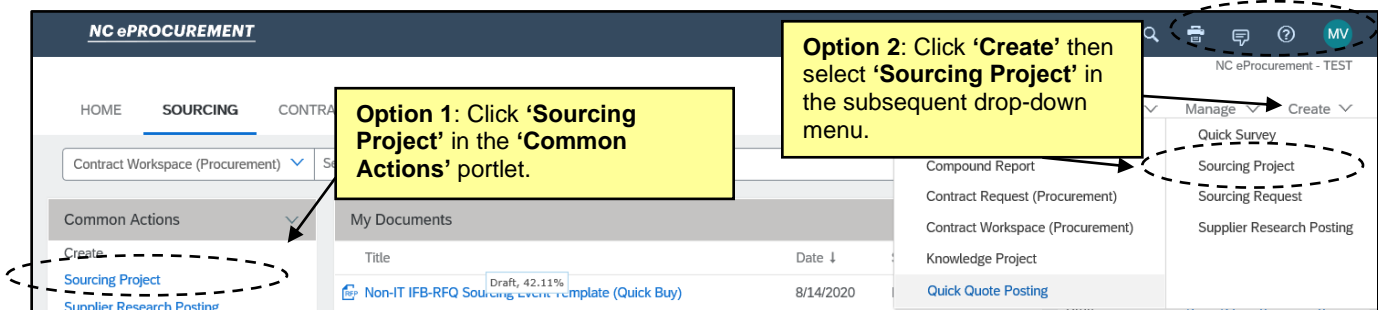 NC ePROCUREMENT
MV
NC eProcurement - TEST
Option 1: Click ‘Sourcing
Project’ in the ‘Common
Actions’ portlet.
Option 2: Click ‘Create’ then
select ‘Sourcing Project’ in
the subsequent drop-down
menu.
HOME SOURCING CONTRA
Manage Create
Contract Workspace (Procurement) Se
Common Actions
Create
Sourcing Project
Supplier Research Posting
My Documents
Title Date ↓
Draft, 42.11%
Non-IT IFB-RFQ Sourcing Event Template (Quick Buy) 8/14/2020
Compound Report
Contract Request (Procurement)
Contract Workspace (Procurement)
Knowledge Project
Quick Quote Posting
Quick Survey
Sourcing Project
Sourcing Request
Supplier Research Posting